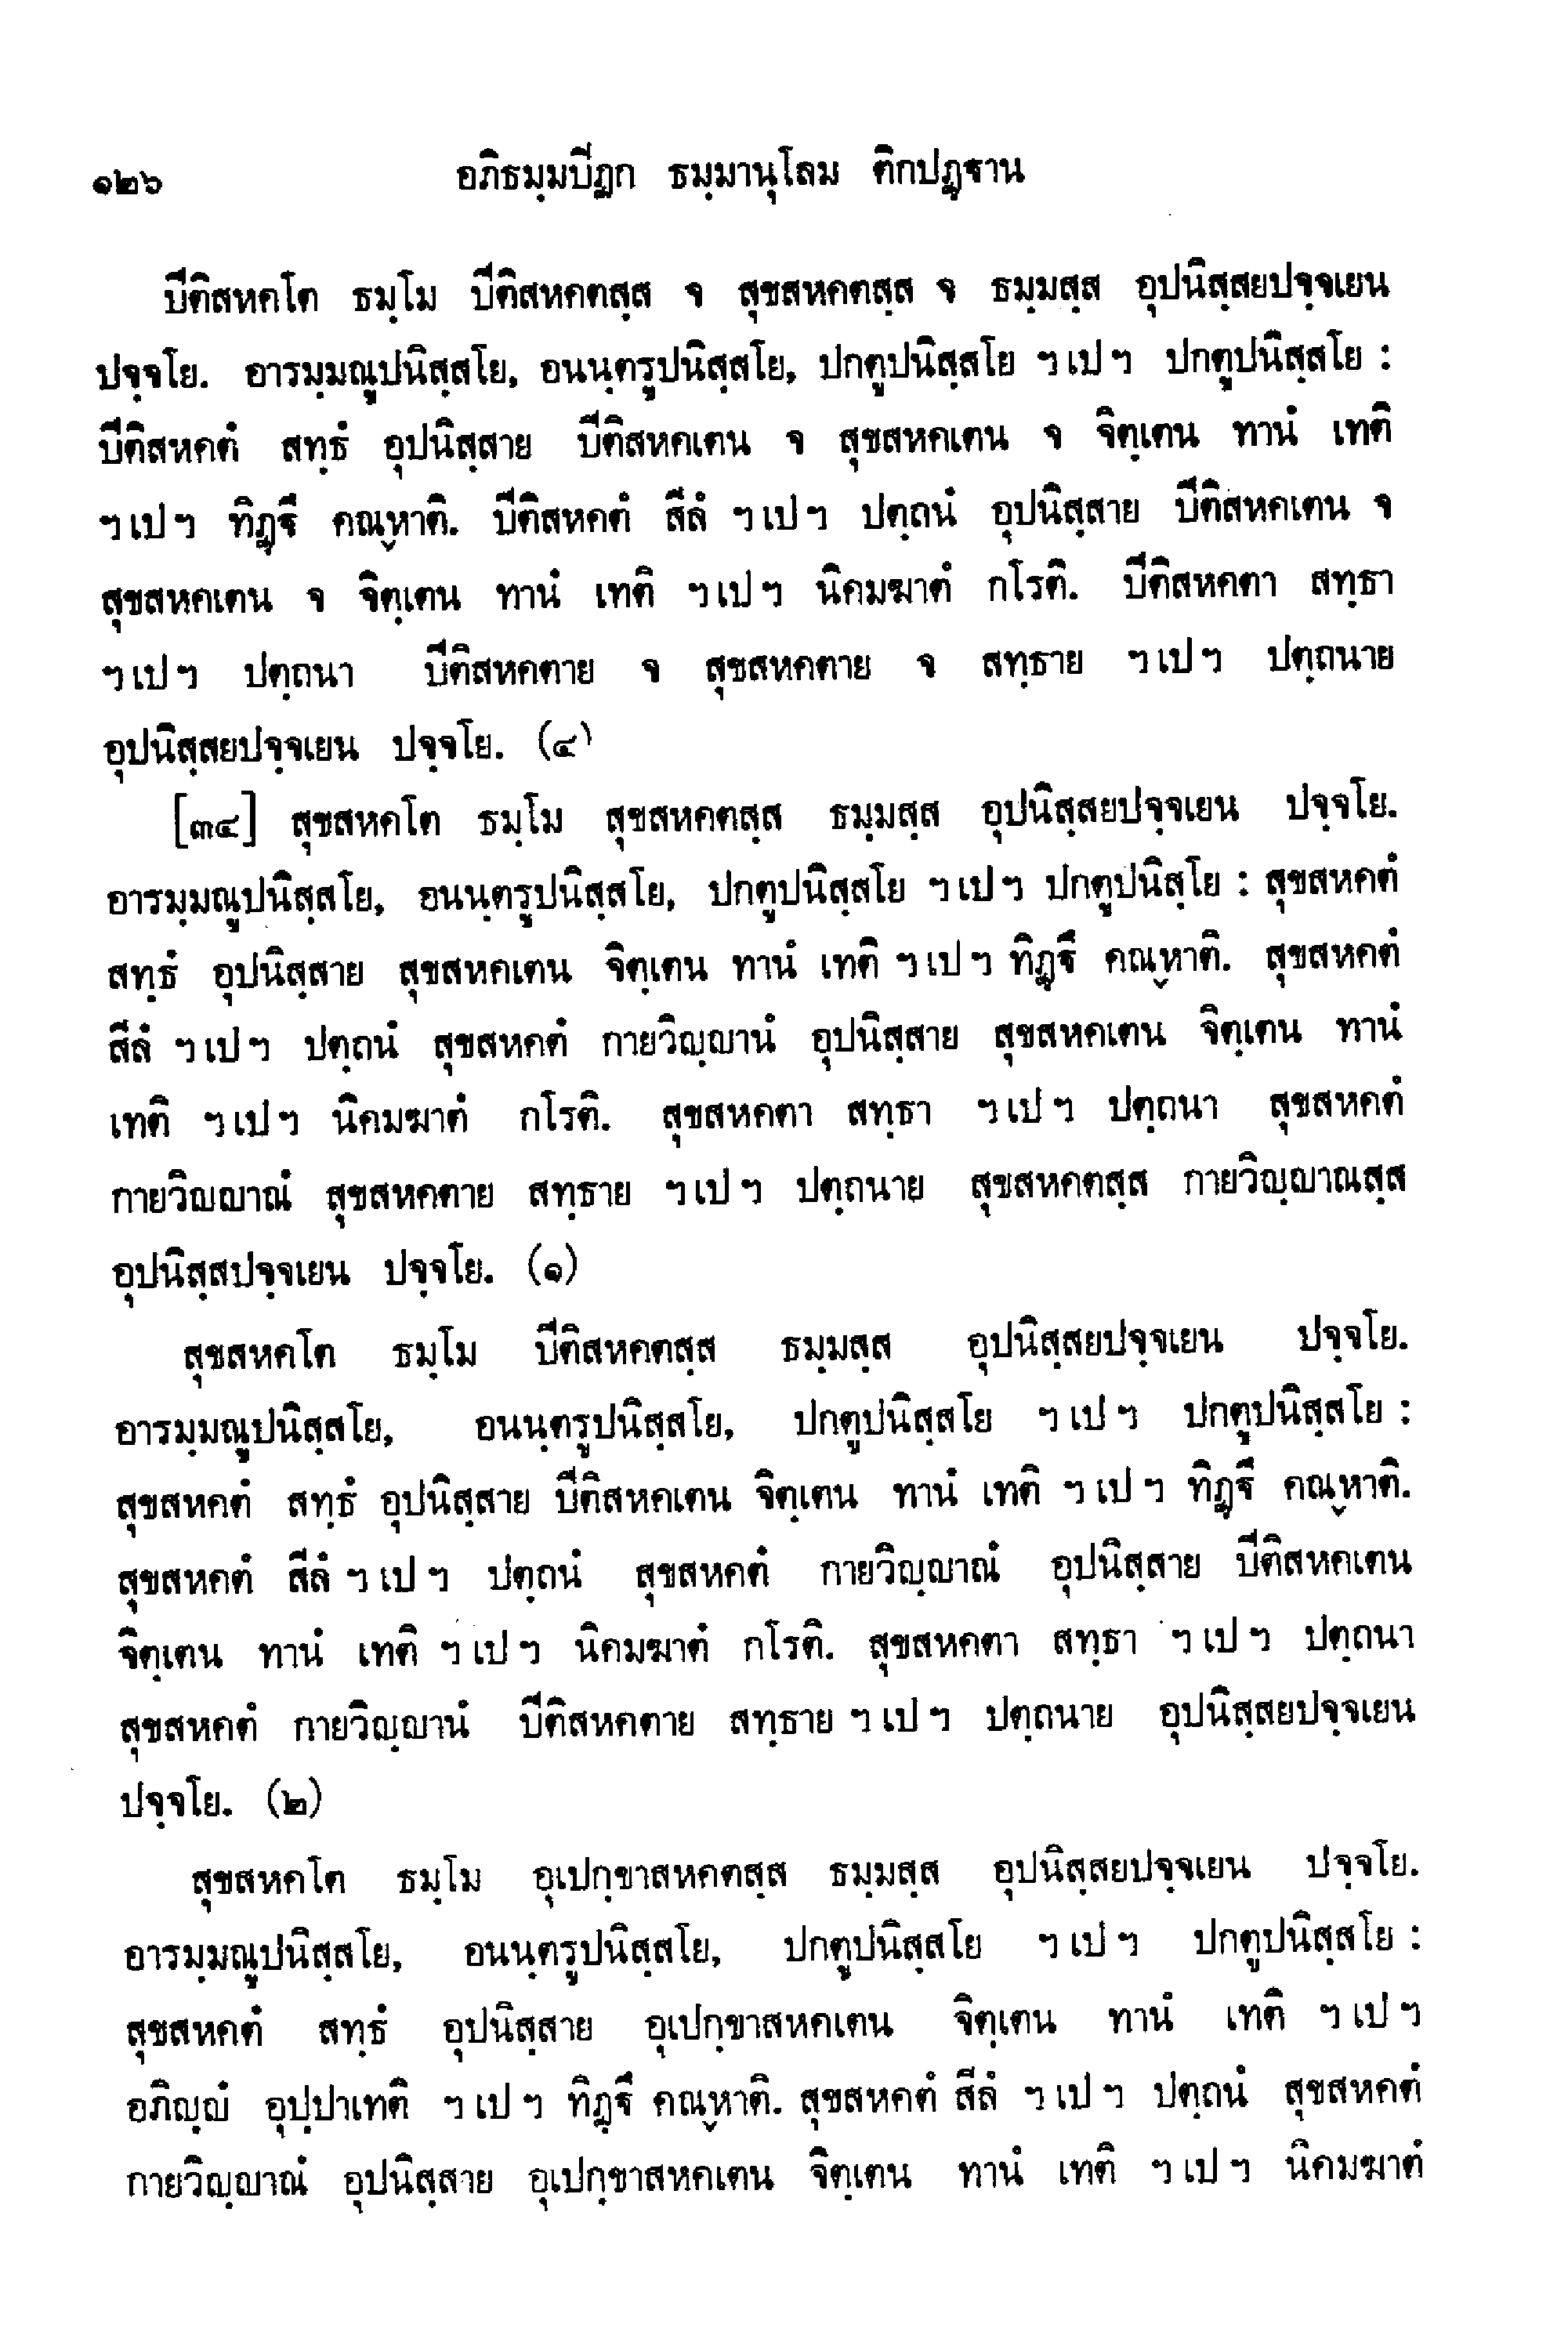 ๑๒๖ อภิธมฺมปีฏก ธมฺมานุโลม ติกปฏฺฐาน
ปีติสหคโต ธมฺโม ปีติสหคตสฺส จ สุขสหคตสฺส จ ธมฺมสฺส อุปนิสฺสยปจฺจเยน
ปจฺจโย. อารมฺมณูปนิสฺสโย, อนนฺตรูปนิสฺสโย, ปกตูปนิสฺสโย ฯเปฯ ปกตูปนิสฺสโย :
ปีติสหคตํ สทฺธํ อุปนิสฺสาย ปีติสหคเตน จ สุขสหคเตน จ จิตฺเตน ทานํ เทติ
ฯเปฯ ทิฏฺฐึ คณฺหาติ. ปีติสหคตํ สีลํ ฯเปฯ ปตฺถนํ อุปนิสฺสาย ปีติสหคเตน จ
สุขสหคเตน จ จิตฺเตน ทานํ เทติ ฯเปฯ นิคมฆาตํ กโรติ. ปีติสหคตา สทฺธา
ฯเปฯ ปตฺถนา ปีติสหคตาย จ สุขสหคตาย จ สทฺธาย ฯเปฯ ปตฺถนาย
อุปนิสฺสยปจฺจเยน ปจฺจโย. (๔)
[๓๔] สุขสหคโต ธมฺโม สุขสหคตสฺส ธมฺมสฺส อุปนิสฺสยปจฺจเยน ปจฺจโย.
อารมฺมณูปนิสฺสโย, อนนฺตรูปนิสฺสโย, ปกตูปนิสฺสโย ฯเปฯ ปกตูปนิสฺโย : สุขสหคตํ
สทฺธํ อุปนิสฺสาย สุขสหคเตน จิตฺเตน ทานํ เทติ ฯเปฯ ทิฏฺฐึ คณฺหาติ. สุขสหคตํ
สีลํ ฯเปฯ ปตฺถนํ สุขสหคตํ กายวิญฺญานํ อุปนิสฺสาย สุขสหคเตน จิตฺเตน ทานํ
เทติ ฯเปฯ นิคมฆาตํ กโรติ. สุขสหคตา สทฺธา ฯเปฯ ปตฺถนา สุขสหคตํ
กายวิญญาณํ สุขสหคตาย สทฺธาย ฯเปฯ ปตฺถนาย สุขสหคตสฺส กายวิญฺญาณสฺส
อุปนิสฺสปจฺจเยน ปจฺจโย. (๑)
สุขสหคโต ธมฺโม ปีติสหคตสฺส ธมฺมสฺส อุปนิสฺสยปจฺจเยน ปจฺจโย.
อารมฺมณูปนิสฺสโย, อนนฺตรูปนิสฺสโย, ปกตูปนิสฺสโย ฯเปฯ ปกตูปนิสฺสโย :
สุขสหคตํ สทฺธํ อุปนิสฺสาย ปีติสหคเตน จิตฺเตน ทานํ เทติ ฯเปฯ ทิฏฺฐึ คณฺหาติ.
สุขสหคตํ สีลํ ฯเปฯ ปตฺถนํ สุขสหคตํ กายวิญฺญาณํ อุปนิสฺสาย ปีติสหคเตน
จิตฺเตน ทานํ เทติ ฯเปฯ นิคมฆาตํ กโรติ. สุขสหคตา สทฺธา ฯเปฯ ปตฺถนา
สุขสหคตํ กายวิญฺญานํ ปีติสหคตาย สทฺธาย ฯเปฯ ปตฺถนาย อุปนิสฺสยปจฺจเยน
ปจฺจโย. (๒)
สุขสหคโต ธมฺโม อุเปกฺขาสหคตสฺส ธมฺมสฺส อุปนิสฺสยปจฺจเยน ปจฺจโย.
อารมฺมณูปนิสฺสโย, อนนฺตรูปนิสฺสโย, ปกตูปนิสฺสโย ฯเปฯ ปกตูปนิสฺสโย :
สุขสหคตํ สทฺธํ อุปนิสฺสาย อุเปกฺขาสหคเตน จิตฺเตน ทานํ เทติ ฯเปฯ
อภิญฺญํ อุปฺปาเทติ ฯเปฯ ทิฏฺฐึ คณฺหาติ. สุขสหคตํ สีลํ ฯเปฯ ปตฺถนํ สุขสหคตํ
กายวิญฺญาณํ อุปนิสฺสาย อุเปกฺขาสหคเตน จิตฺเตน ทานํ เทติ ฯเปฯ นิคมฆาตํ